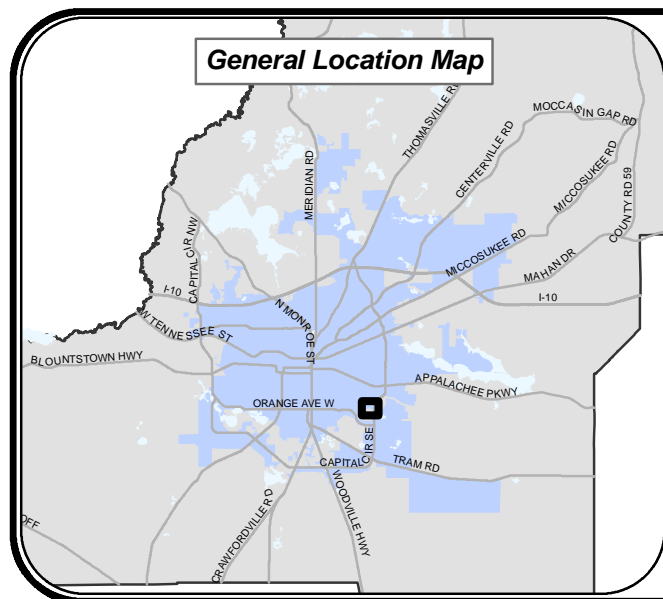 General Location Map
THOMASVILLE R
MOCCASIN GAP RD
CENTERVILLE RD
MERIDIAN RD
MICCOSUKEE RD
COUNTY RD 59
CAPITAL CIR NW
MICCOSUKEE RD
MAHAN DR
I-10
I-10
N MONROE ST
W TENNESSEE ST
BLOUNTSTOWN HWY
APPALACHEE PKWY
ORANGE AVE W
CAPITAL CIR SE
TRAM RD
WOODVILLE HWY
CRAWFORDVILLE R D
OFF